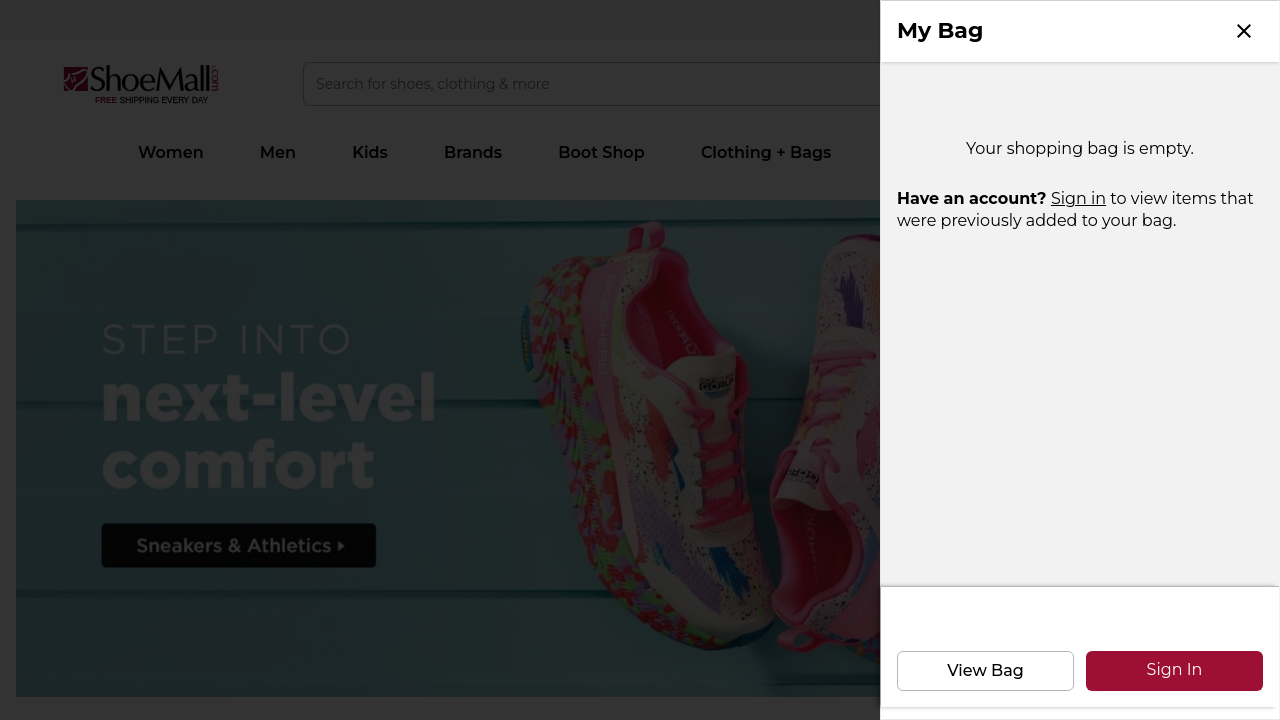 My Bag
ShoeMall.com
FREE SHIPPING EVERY DAY
Search for shoes, clothing & more
Women Men Kids Brands Boot Shop Clothing + Bags
Your shopping bag is empty.
Have an account? Sign in to view items that
were previously added to your bag.
STEP INTO
next-level
comfort
Sneakers & Athletics
View Bag
Sign In